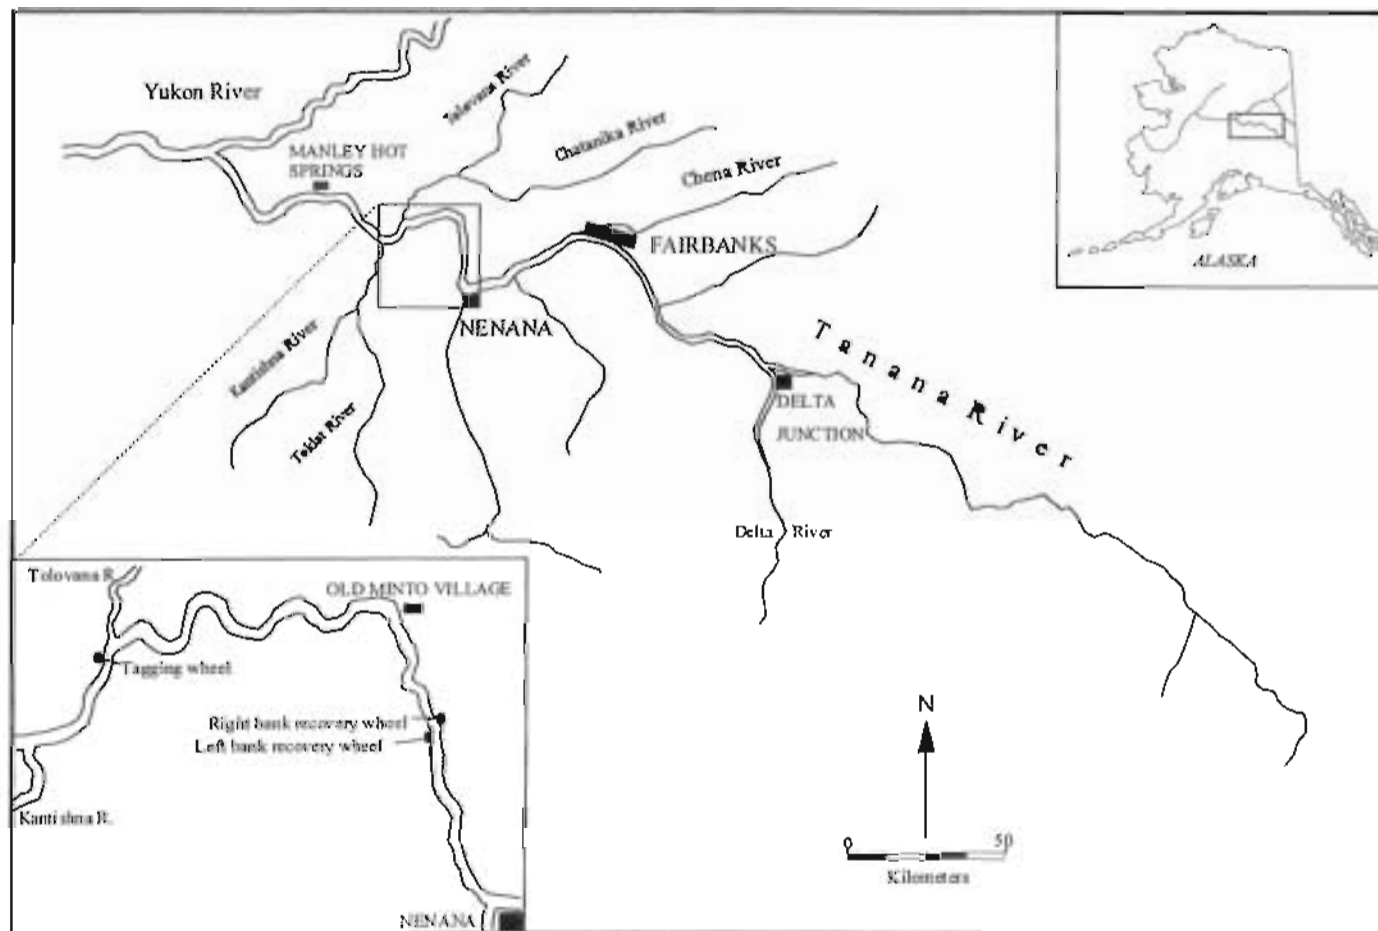 Yukon River
Tolovana River
Chatanika River
Chena River
MANLEY HOT
SPRINGS
FAIRBANKS
NENANA
Kantishna River
Toklat River
Tanana River
DELTA
JUNCTION
Delta River
ALASKA
Tolovana R.
OLD MINTO VILLAGE
Tagging wheel
Right bank recovery wheel
Left bank recovery wheel
Kantishna R.
NENANA
N
0 50
Kilometers